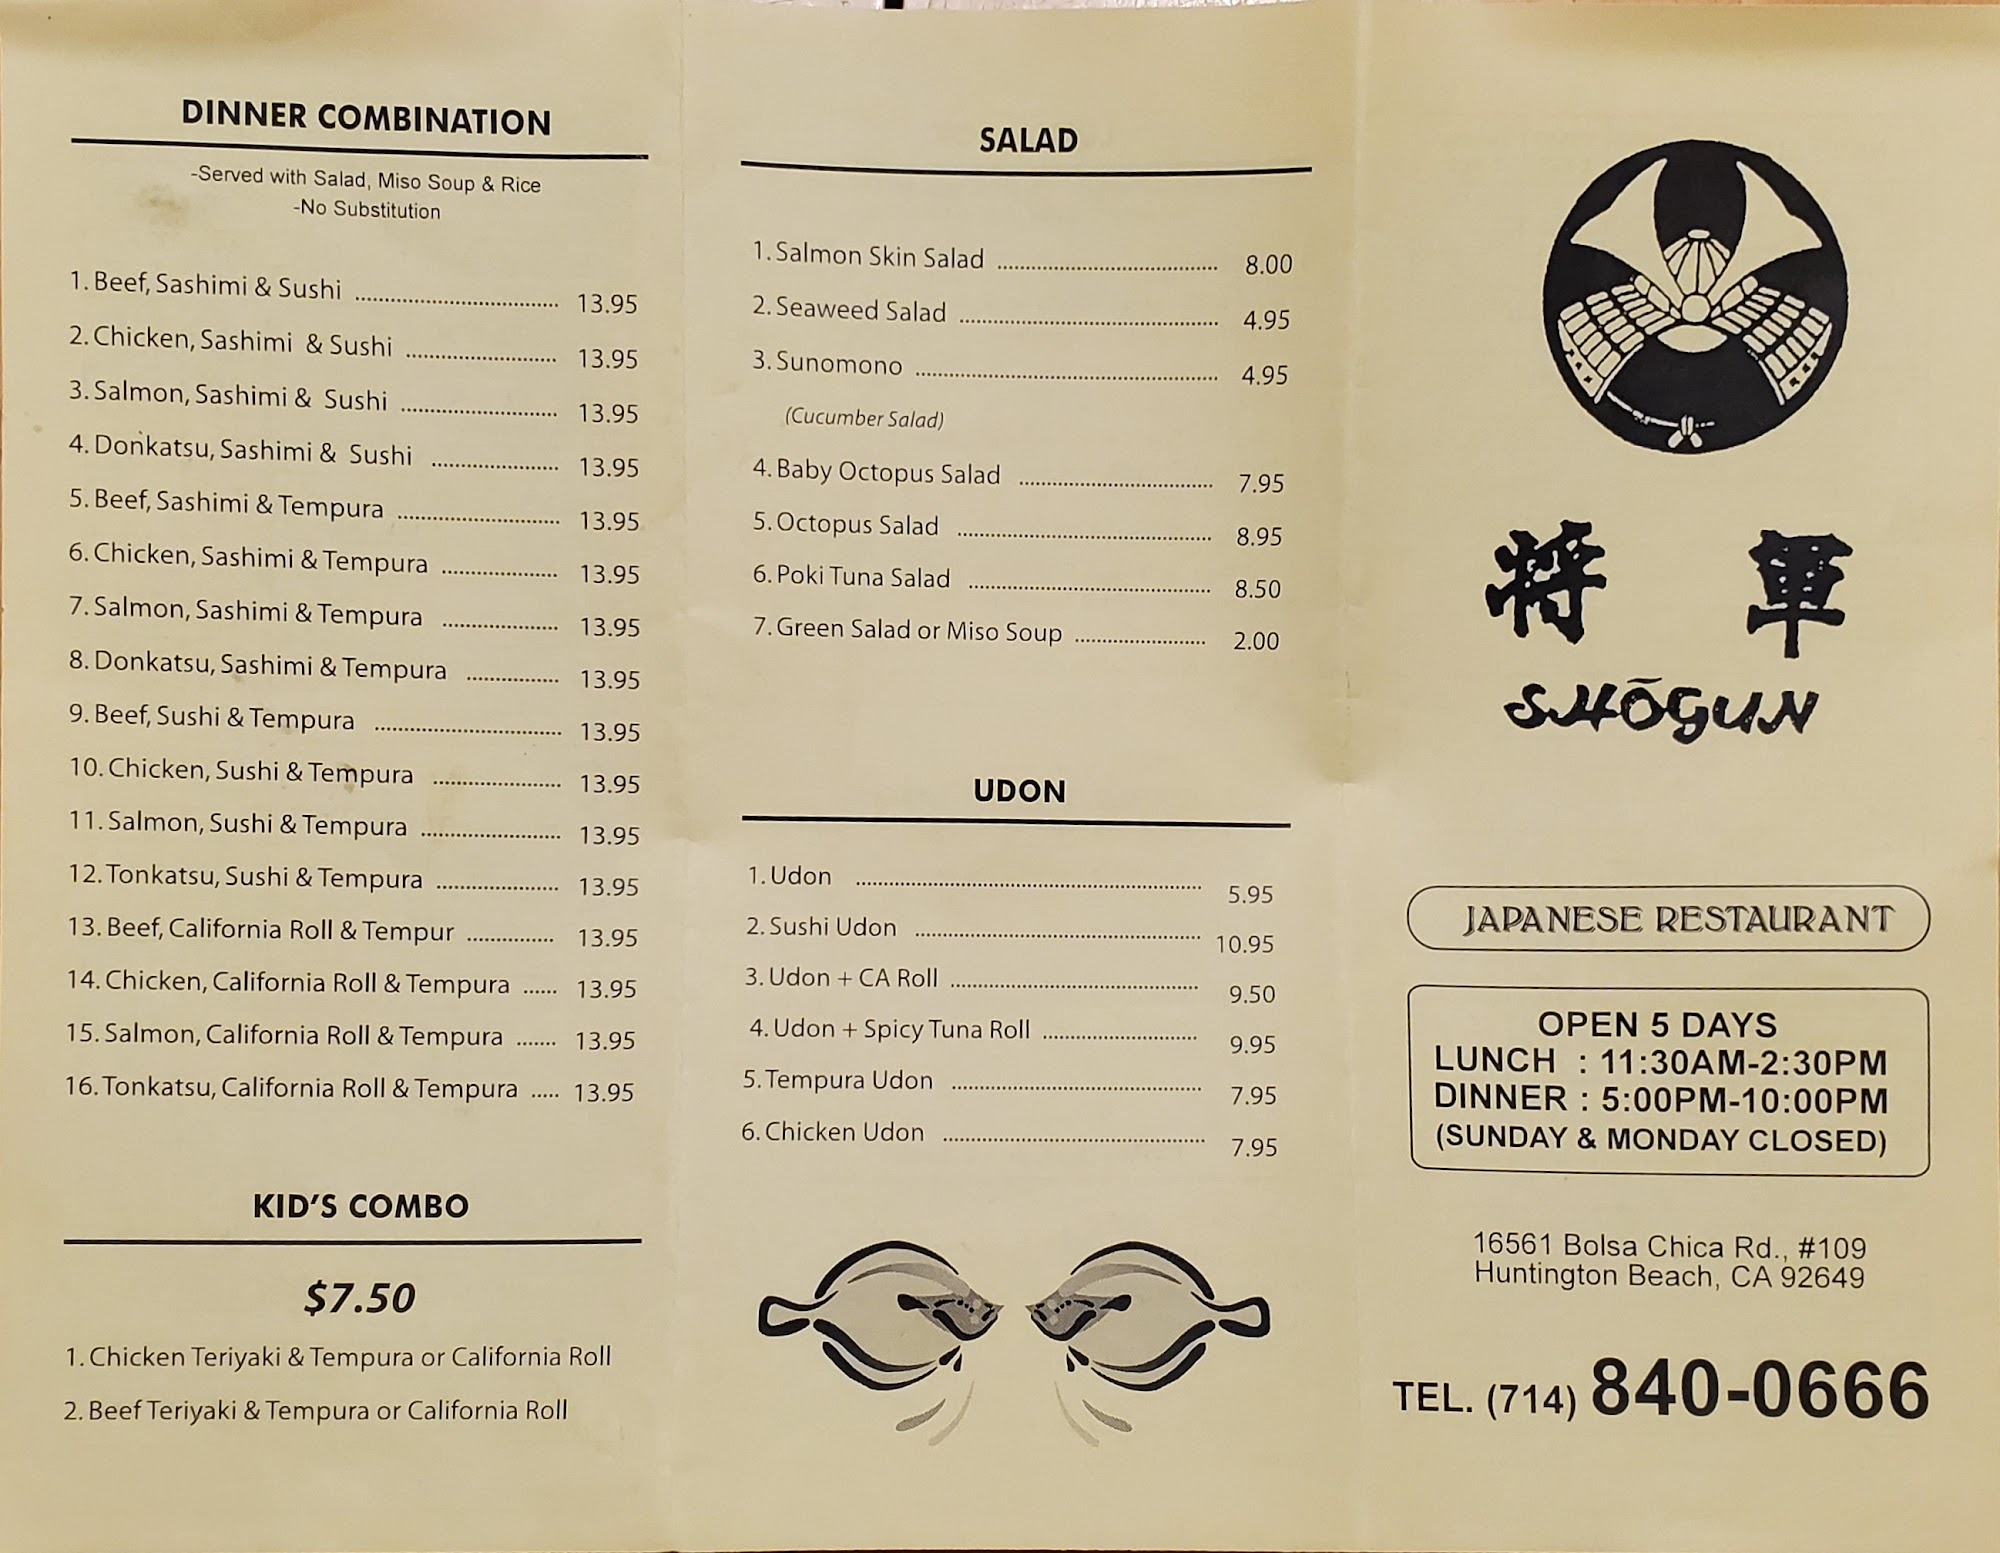 DINNER COMBINATION
-Served with Salad, Miso Soup & Rice
-No Substitution
1. Beef, Sashimi & Sushi ........ 13.95
2. Chicken, Sashimi & Sushi ........ 13.95
3. Salmon, Sashimi & Sushi ........ 13.95
4. Donkatsu, Sashimi & Sushi ........ 13.95
5. Beef, Sashimi & Tempura ........ 13.95
6. Chicken, Sashimi & Tempura ........ 13.95
7. Salmon, Sashimi & Tempura ........ 13.95
8. Donkatsu, Sashimi & Tempura ........ 13.95
9. Beef, Sushi & Tempura ........ 13.95
10. Chicken, Sushi & Tempura ........ 13.95
11. Salmon, Sushi & Tempura ........ 13.95
12. Tonkatsu, Sushi & Tempura ........ 13.95
13. Beef, California Roll & Tempur ........ 13.95
14. Chicken, California Roll & Tempura ...... 13.95
15. Salmon, California Roll & Tempura ....... 13.95
16. Tonkatsu, California Roll & Tempura ..... 13.95
KID'S COMBO
$7.50
1. Chicken Teriyaki & Tempura or California Roll
2. Beef Teriyaki & Tempura or California Roll
SALAD
1. Salmon Skin Salad ........ 8.00
2. Seaweed Salad ........ 4.95
3. Sunomono ........ 4.95
(Cucumber Salad)
4. Baby Octopus Salad ........ 7.95
5. Octopus Salad ........ 8.95
6. Poki Tuna Salad ........ 8.50
7. Green Salad or Miso Soup ........ 2.00
UDON
1. Udon ........ 5.95
2. Sushi Udon ........ 10.95
3. Udon + CA Roll ........ 9.50
4. Udon + Spicy Tuna Roll ........ 9.95
5. Tempura Udon ........ 7.95
6. Chicken Udon ........ 7.95
将 軍
SHŌGUN
JAPANESE RESTAURANT
OPEN 5 DAYS
LUNCH : 11:30AM-2:30PM
DINNER : 5:00PM-10:00PM
(SUNDAY & MONDAY CLOSED)
16561 Bolsa Chica Rd., #109
Huntington Beach, CA 92649
TEL. (714) 840-0666